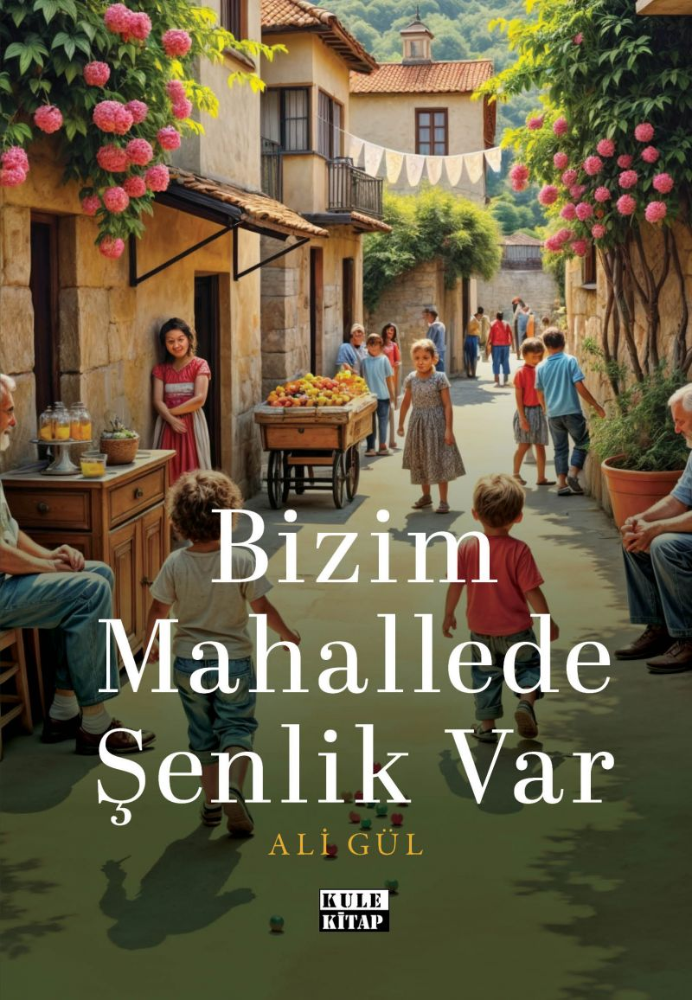 Bizim
Mahallede
Şenlik Var
ALİ GÜL
KULE
KİTAP